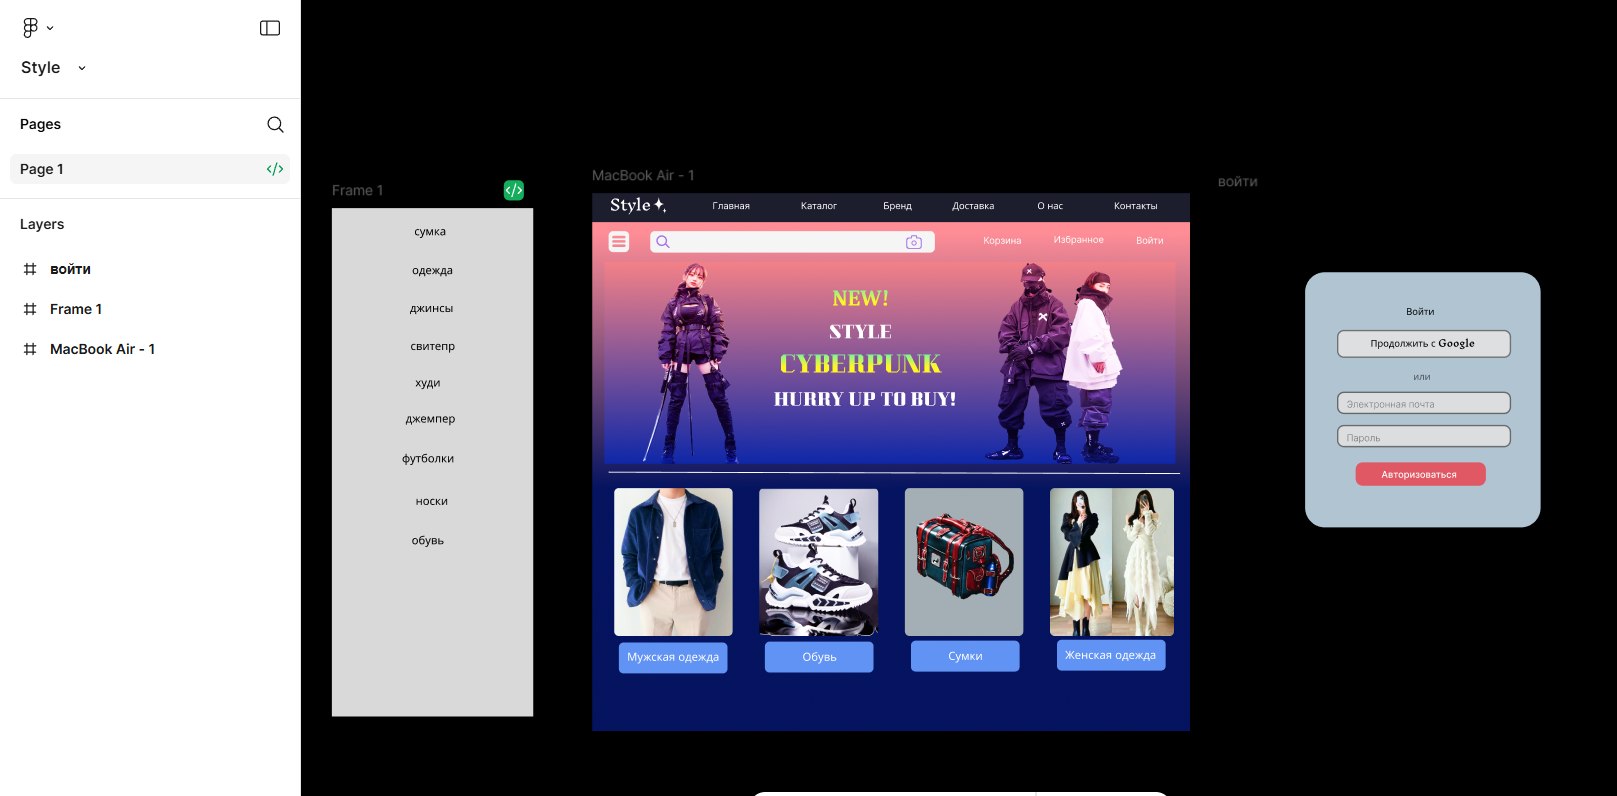 Style
Pages
Page 1
Layers
войти
Frame 1
MacBook Air - 1
Frame 1
сумка
одежда
джинсы
свитепр
худи
джемпер
футболки
носки
обувь
MacBook Air - 1
Style
Главная
Каталог
Бренд
Доставка
О нас
Контакты
Корзина
Избранное
Войти
NEW!
STYLE
CYBERPUNK
HURRY UP TO BUY!
Мужская одежда
Обувь
Сумки
Женская одежда
войти
Войти
Продолжить с Google
или
Электронная почта
Пароль
Авторизоваться